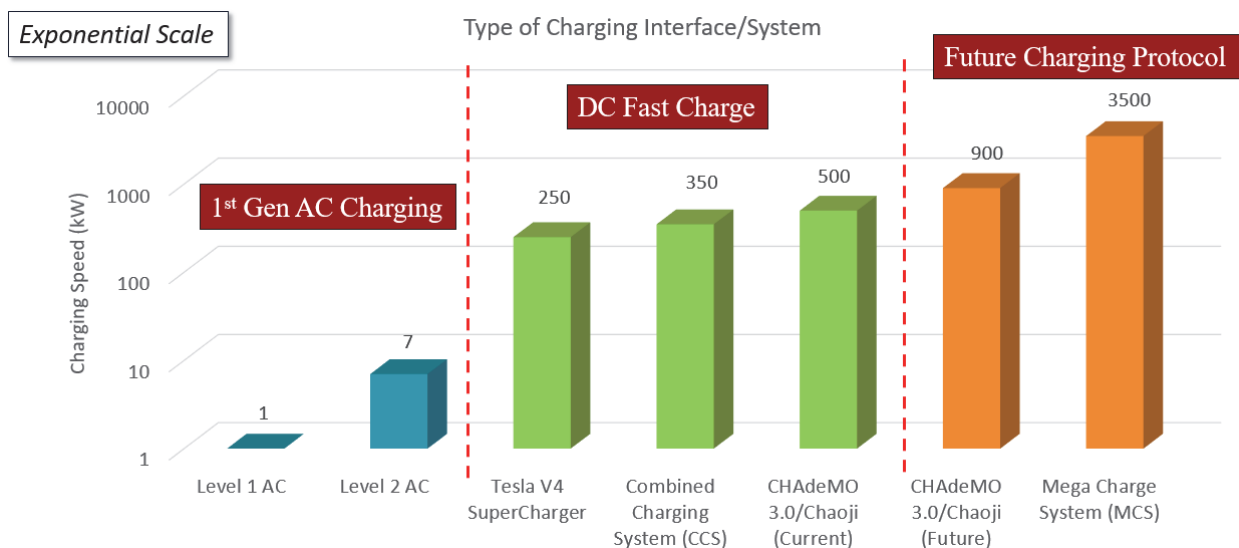 Exponential Scale
Type of Charging Interface/System
Future Charging Protocol
DC Fast Charge
1st Gen AC Charging
Charging Speed (kW)
10000
1000
100
10
1
1
7
250
350
500
900
3500
Level 1 AC
Level 2 AC
Tesla V4
SuperCharger
Combined
Charging
System (CCS)
CHAdeMO
3.0/Chaoji
(Current)
CHAdeMO
3.0/Chaoji
(Future)
Mega Charge
System (MCS)